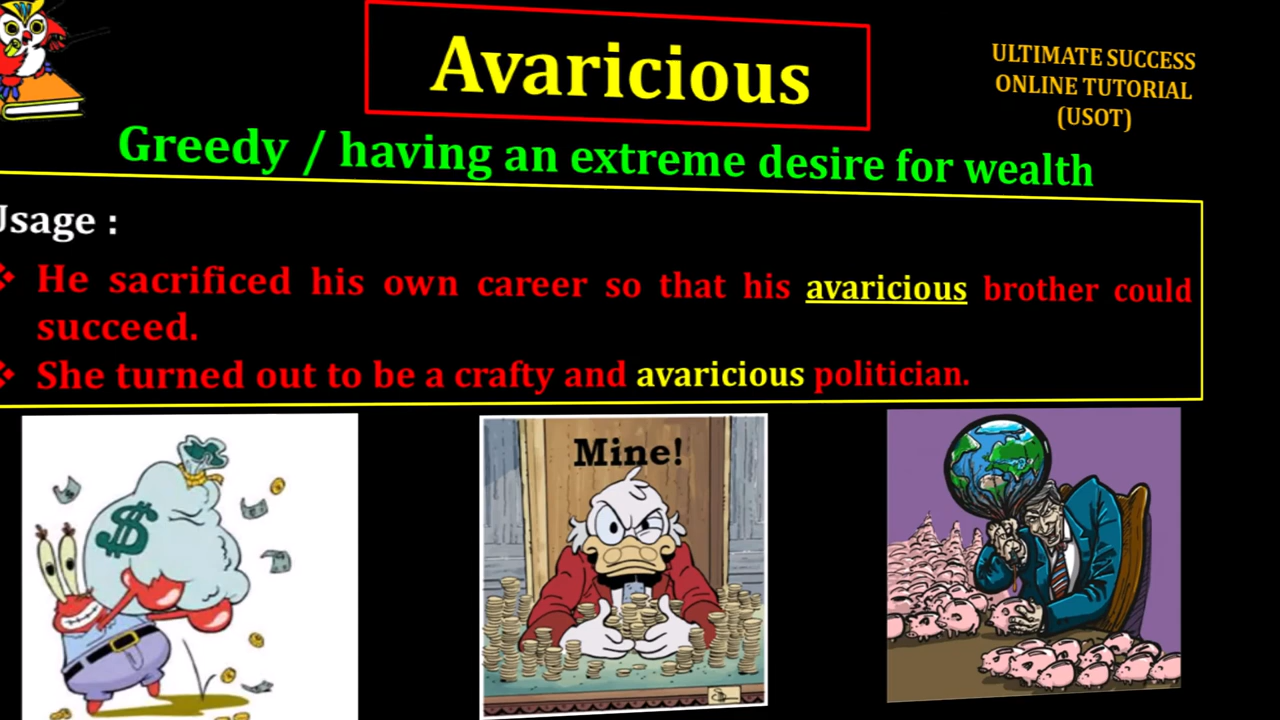 Avaricious
ULTIMATE SUCCESS
ONLINE TUTORIAL
(USOT)
Greedy / having an extreme desire for wealth
Usage :
He sacrificed his own career so that his avaricious brother could
succeed.
She turned out to be a crafty and avaricious politician.
$
Mine!